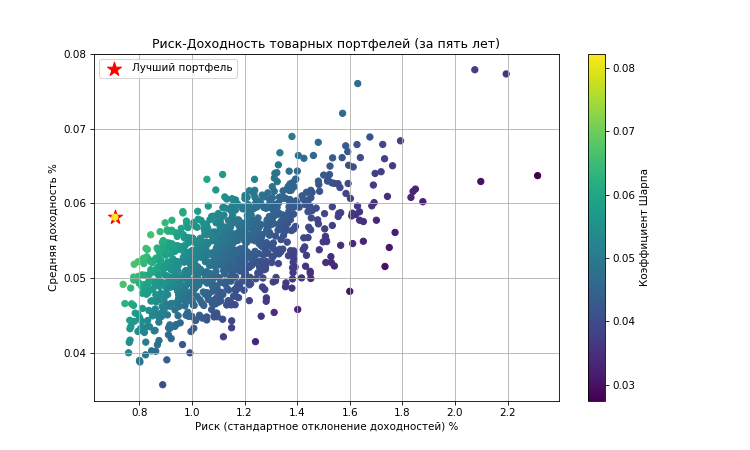 Риск-Доходность товарных портфелей (за пять лет)
Лучший портфель
Средняя доходность %
0.08
0.07
0.06
0.05
0.04
0.8 1.0 1.2 1.4 1.6 1.8 2.0 2.2
Риск (стандартное отклонение доходностей) %
0.08
0.07
0.06
0.05
0.04
0.03
Коэффициент Шарпа